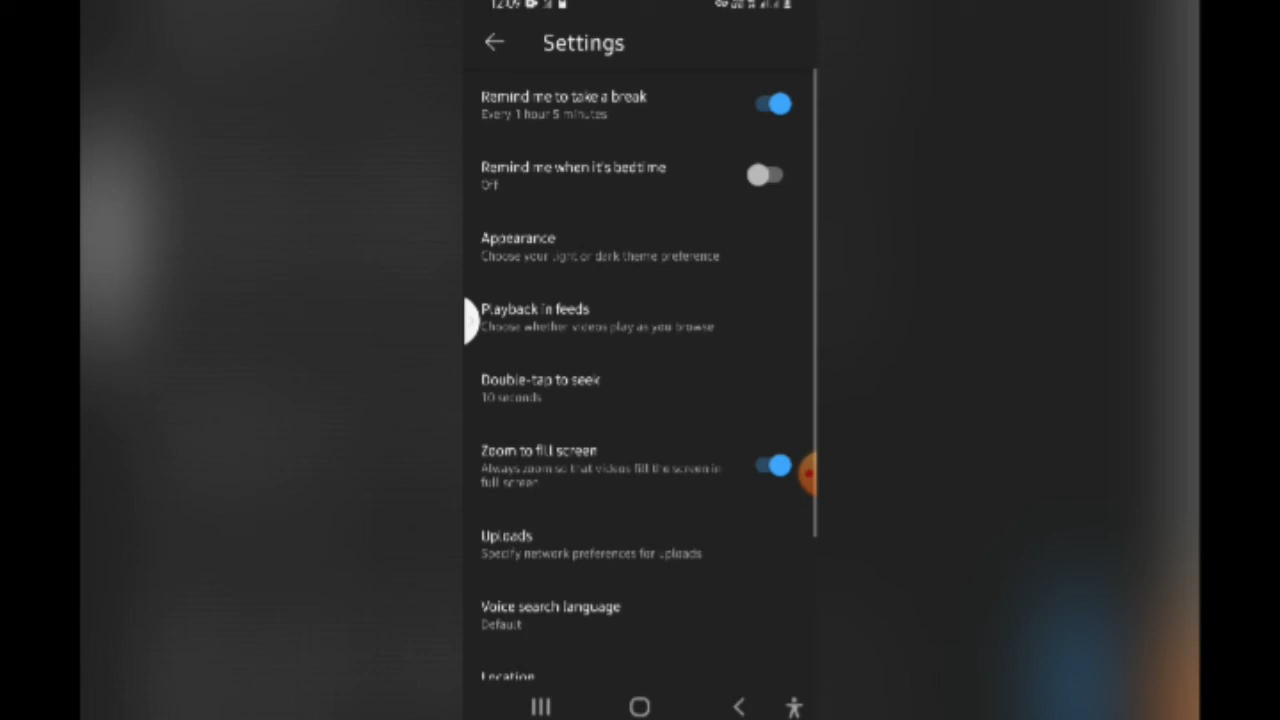 12:09
Settings
Remind me to take a break
Every 1 hour 5 minutes
Remind me when it's bedtime
Off
Appearance
Choose your light or dark theme preference
Playback in feeds
Choose whether videos play as you browse
Double-tap to seek
10 seconds
Zoom to fill screen
Always zoom so that videos fill the screen in
full screen
Uploads
Specify network preferences for uploads
Voice search language
Default
Location